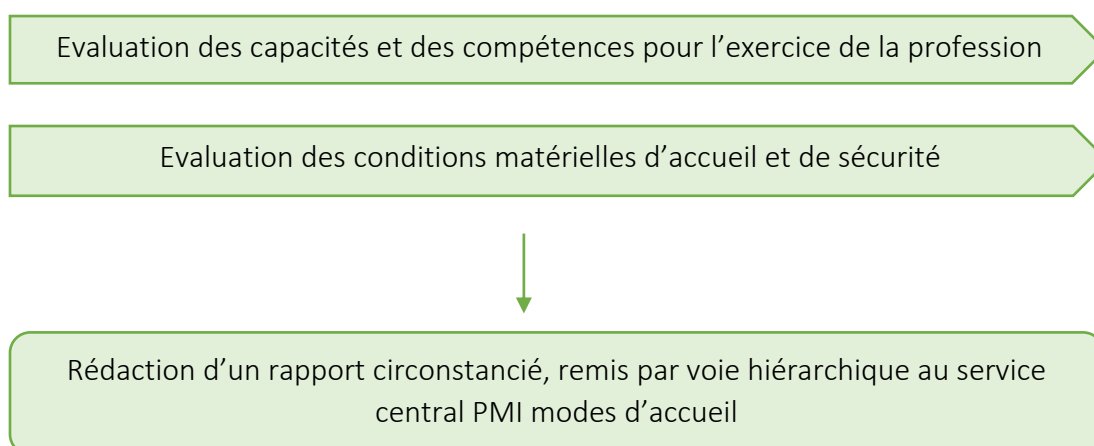 Evaluation des capacités et des compétences pour l’exercice de la profession
Evaluation des conditions matérielles d’accueil et de sécurité
Rédaction d’un rapport circonstancié, remis par voie hiérarchique au service
central PMI modes d’accueil